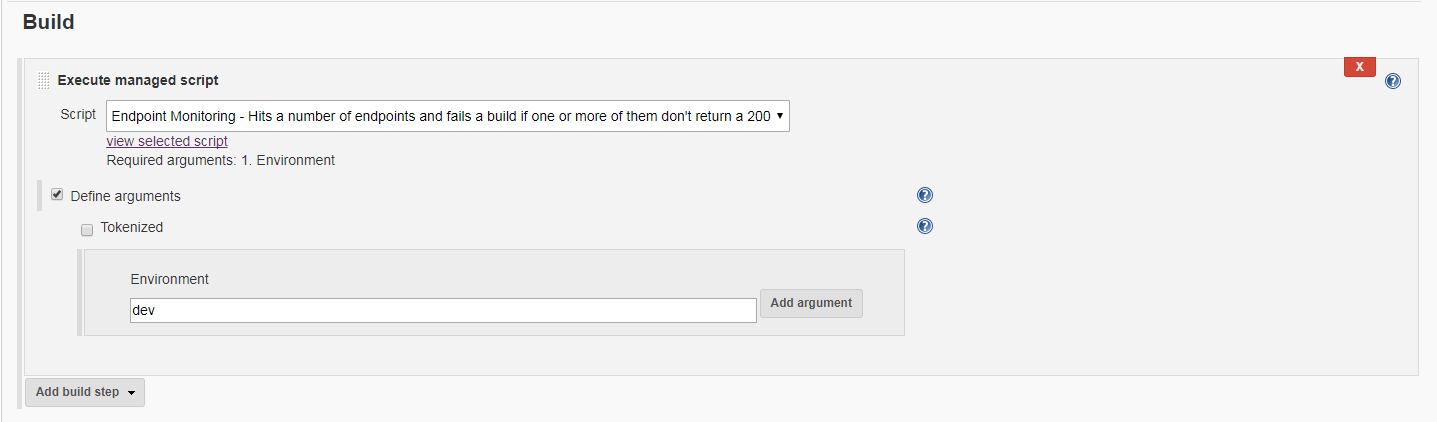 Build
Execute managed script
X
?
Script
Endpoint Monitoring - Hits a number of endpoints and fails a build if one or more of them don't return a 200
view selected script
Required arguments: 1. Environment
Define arguments
?
Tokenized
?
Environment
dev
Add argument
Add build step